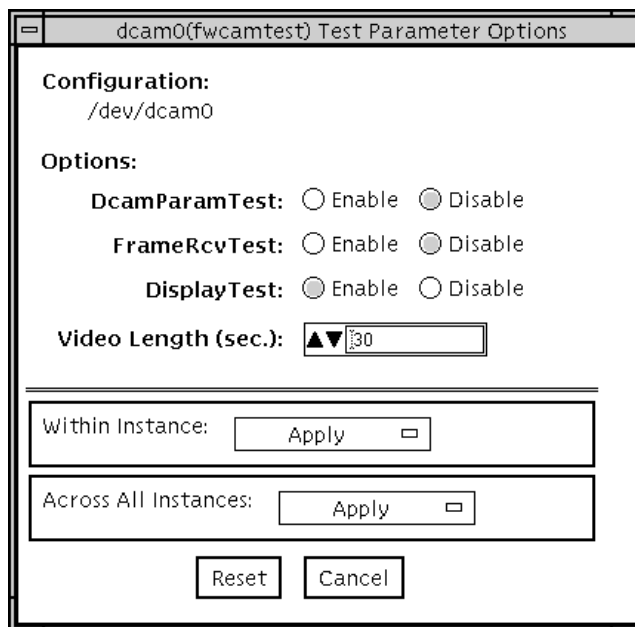 dcam0(fwcamtest) Test Parameter Options
Configuration:
/dev/dcam0
Options:
DcamParamTest: Enable Disable
FrameRcvTest: Enable Disable
DisplayTest: Enable Disable
Video Length (sec.): 30
Within Instance: Apply
Across All Instances: Apply
Reset Cancel